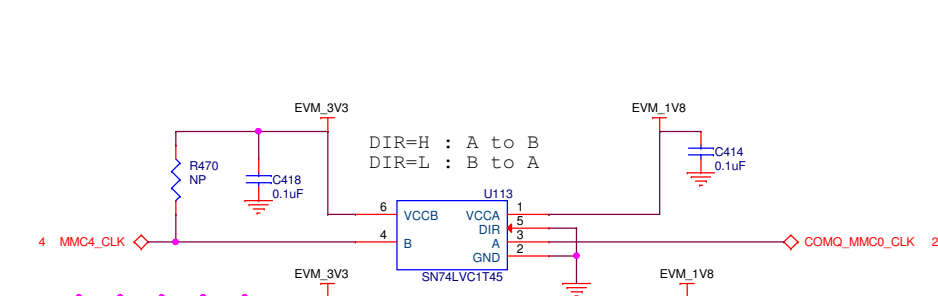 EVM_3V3
EVM_1V8
DIR=H : A to B
DIR=L : B to A
R470
NP
C418
0.1uF
C414
0.1uF
U113
6
VCCB
VCCA
1
DIR
5
4
B
A
3
GND
2
4
MMC4_CLK
COMQ_MMC0_CLK
2
SN74LVC1T45
EVM_3V3
EVM_1V8